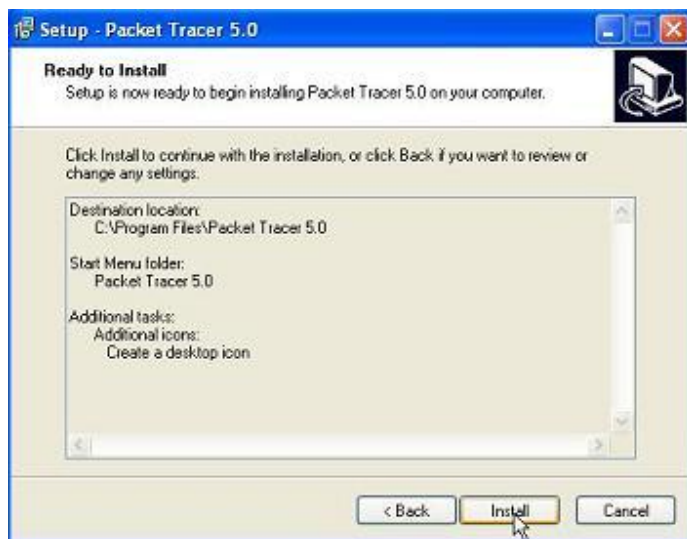 Setup - Packet Tracer 5.0
Ready to Install
Setup is now ready to begin installing Packet Tracer 5.0 on your computer.
Click Install to continue with the installation, or click Back if you want to review or
change any settings.
Destination location:
C:\Program Files\Packet Tracer 5.0
Start Menu folder:
Packet Tracer 5.0
Additional tasks:
Additional icons:
Create a desktop icon
< Back
Install
Cancel